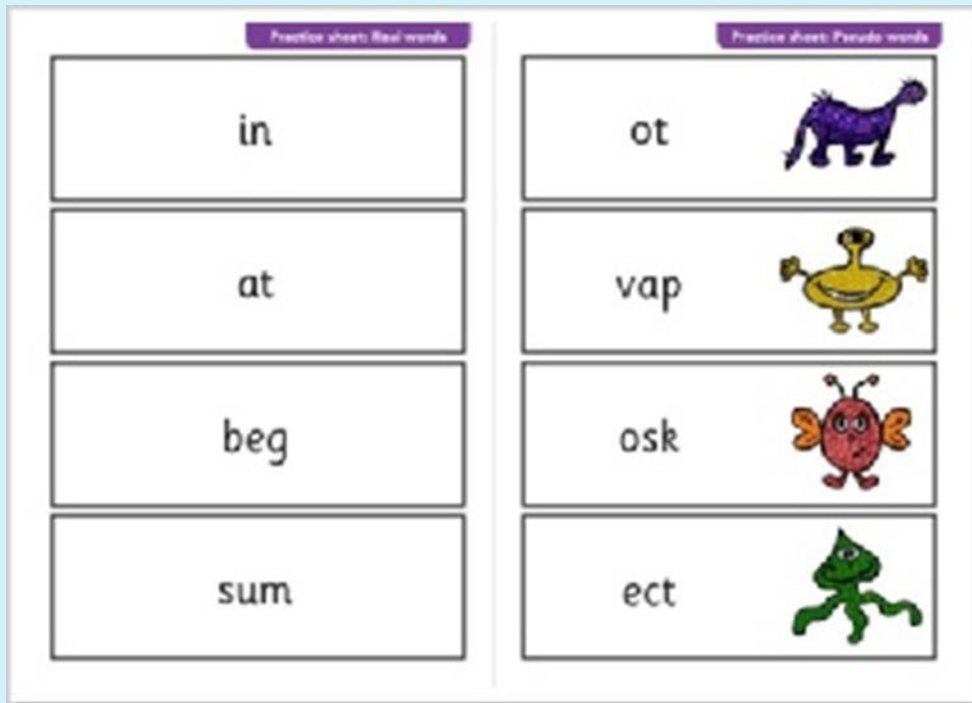 Practice sheet: Real words
in
at
beg
sum
Practice sheet: Pseudo words
ot
vap
osk
ect